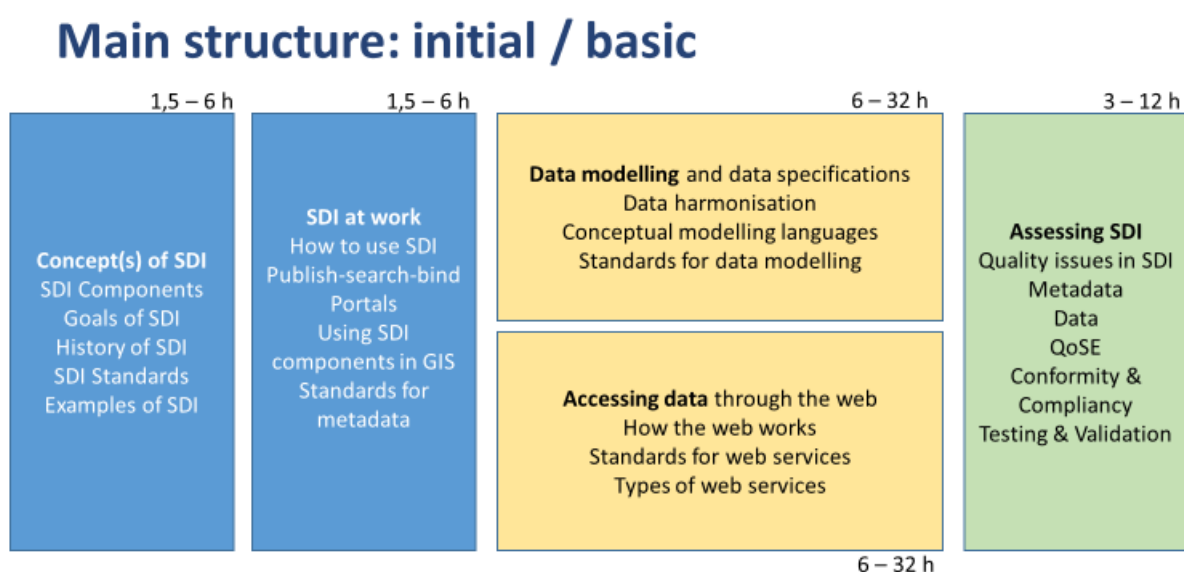 Main structure: initial / basic
1,5 – 6 h
Concept(s) of SDI
SDI Components
Goals of SDI
History of SDI
SDI Standards
Examples of SDI
1,5 – 6 h
SDI at work
How to use SDI
Publish-search-bind
Portals
Using SDI
components in GIS
Standards for
metadata
6 – 32 h
Data modelling and data specifications
Data harmonisation
Conceptual modelling languages
Standards for data modelling
Accessing data through the web
How the web works
Standards for web services
Types of web services
6 – 32 h
3 – 12 h
Assessing SDI
Quality issues in SDI
Metadata
Data
QoSE
Conformity &
Compliancy
Testing & Validation